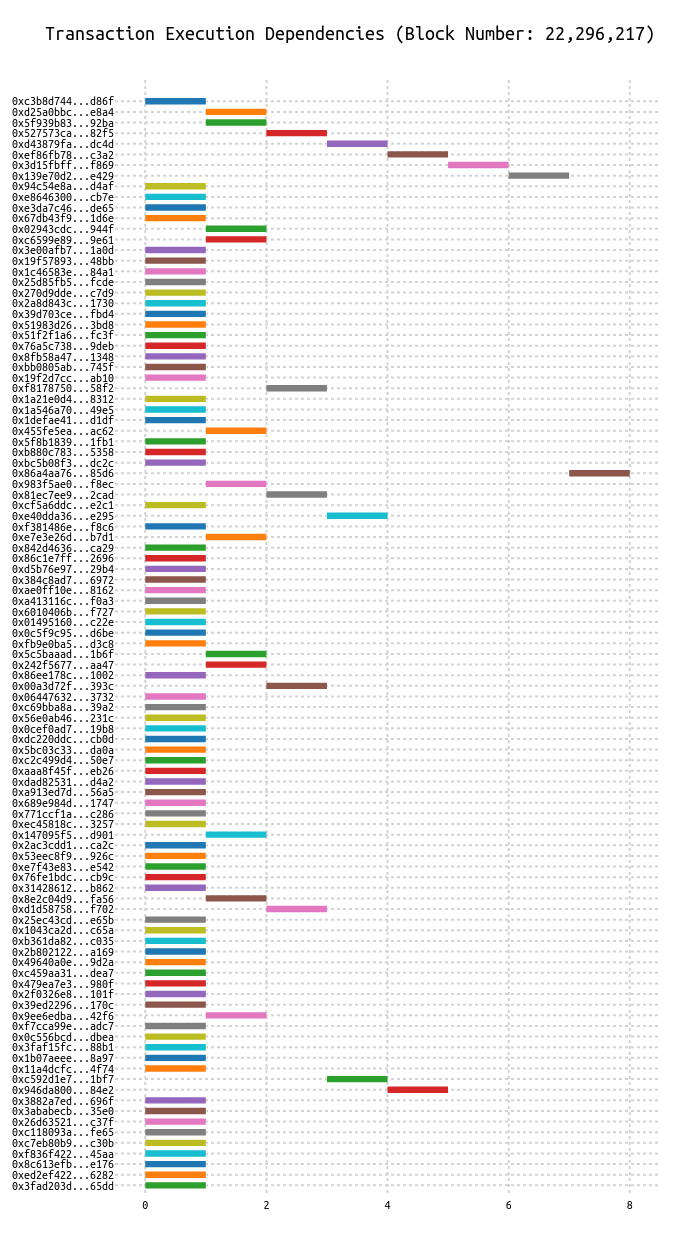 Transaction Execution Dependencies (Block Number: 22,296,217)
0xc3b8d744...d86f
0xd25a0bbc...e8a4
0x5f939b83...92ba
0x527573ca...82f5
0xd43879fa...dc4d
0xef86fb78...c3a2
0x3d15fbff...f869
0x139e70d2...e429
0x94c54e8a...d4af
0xe8646300...cb7e
0xe3da7c46...de65
0x67db43f9...1d6e
0x02943cdc...944f
0xc6599e89...9e61
0x3e00afb7...1a0d
0x19f57893...48bb
0x1c46583e...84a1
0x25d85fb5...fcde
0x270d9dde...c7d9
0x2a8d843c...1730
0x39d703ce...fbd4
0x51983d26...3bd8
0x51f2f1a6...fc3f
0x76a5c738...9deb
0x8fb58a47...1348
0xbb0805ab...745f
0x19f2d7cc...ab10
0xf8178750...58f2
0x1a21e0d4...8312
0x1a546a70...49e5
0x1defae41...d1df
0x455fe5ea...ac62
0x5f8b1839...1fb1
0xb880c783...5358
0xbc5b08f3...dc2c
0x86a4aa76...85d6
0x983f5ae0...f8ec
0x81ec7ee9...2cad
0xcf5a6ddc...e2c1
0xe40dda36...e295
0xf381486e...f8c6
0xe7e3e26d...b7d1
0x842d4636...ca29
0x86c1e7ff...2696
0xd5b76e97...29b4
0x384c8ad7...6972
0xae0ff10e...8162
0xa413116c...f0a3
0x6010406b...f727
0x01495160...c22e
0x0c5f9c95...d6be
0xfb9e0ba5...d3c8
0x5c5baaad...1b6f
0x242f5677...aa47
0x86ee178c...1002
0x00a3d72f...393c
0x06447632...3732
0xc69bba8a...39a2
0x56e0ab46...231c
0x0cef0ad7...19b8
0xdc220ddc...cb0d
0x5bc03c33...da0a
0xc2c499d4...50e7
0xaaa8f45f...eb26
0xdad82531...d4a2
0xa913ed7d...56a5
0x689e984d...1747
0x771ccf1a...c286
0xec45818c...3257
0x147095f5...d901
0x2ac3cdd1...ca2c
0x53eec8f9...926c
0xe7f43e83...e542
0x76fe1bdc...cb9c
0x31428612...b862
0x8e2c04d9...fa56
0xd1d58758...f702
0x25ec43cd...e65b
0x1043ca2d...c65a
0xb361da82...c035
0x2b802122...a169
0x49640a0e...9d2a
0xc459aa31...dea7
0x479ea7e3...980f
0x2f0326e8...101f
0x39ed2296...170c
0x9ee6edba...42f6
0xf7cca99e...adc7
0x0c556bcd...dbea
0x3faf15fc...88b1
0x1b07aeee...8a97
0x11a4dcfc...4f74
0xc592d1e7...1bf7
0x946da800...84e2
0x3882a7ed...696f
0x3ababecb...35e0
0x26d63521...c37f
0xc118093a...fe65
0xc7eb80b9...c30b
0xf836f422...45aa
0x8c613efb...e176
0xed2ef422...6282
0x3fad203d...65dd
0 2 4 6 8